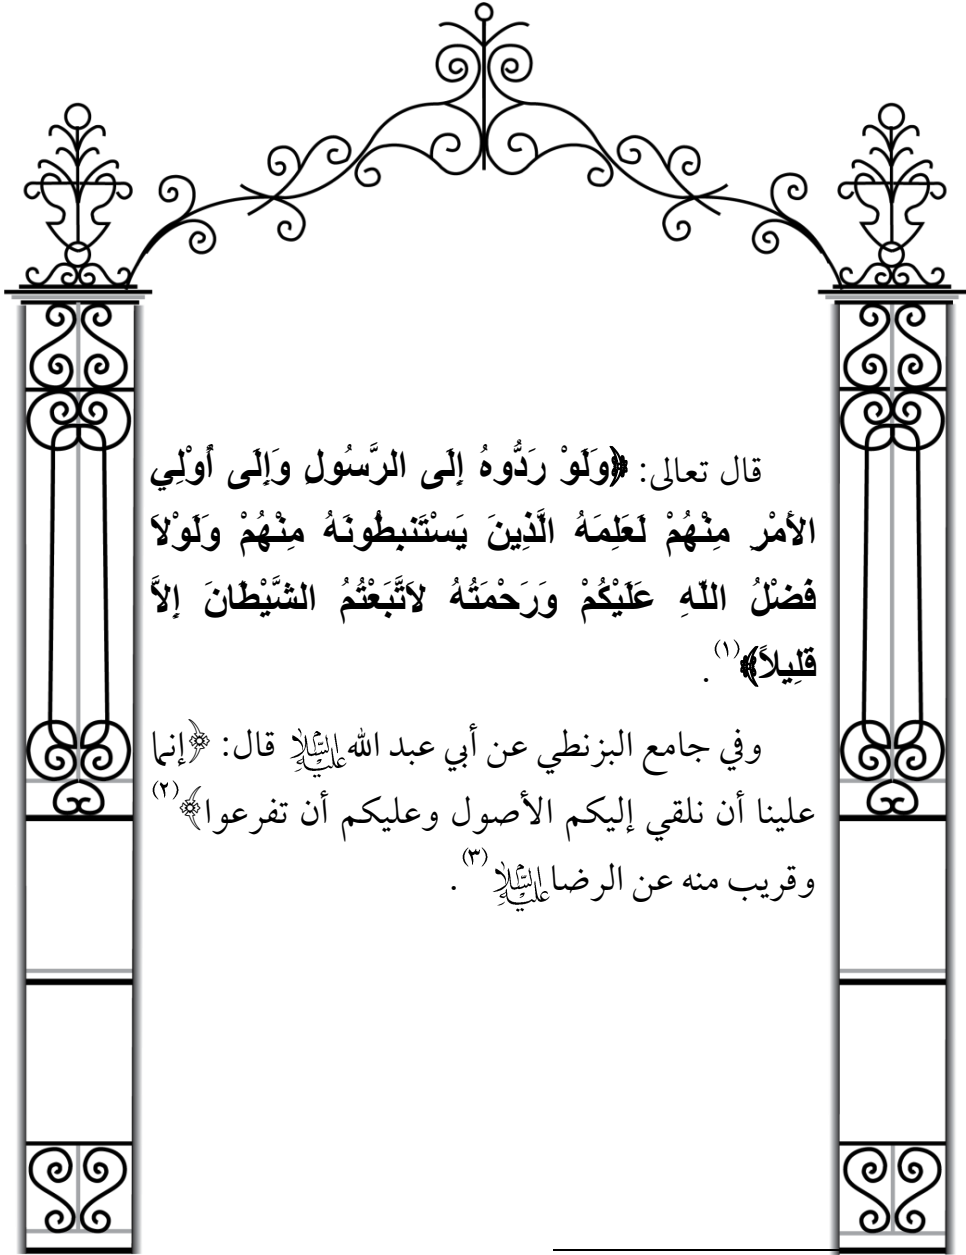 قال تعالى: ﴿وَلَوْ رَدُّوهُ إِلَى الرَّسُولِ وَإِلَى أُوْلِي
الأَمْرِ مِنْهُمْ لَعَلِمَهُ الَّذِينَ يَسْتَنبِطُونَهُ مِنْهُمْ وَلَوْلاَ
فَضْلُ اللّهِ عَلَيْكُمْ وَرَحْمَتُهُ لاَتَّبَعْتُمُ الشَّيْطَانَ إِلاَّ
قَلِيلاً﴾(١).
وفي جامع البزنطي عن أبي عبد الله عليه السلام قال: ﴿إنما
علينا أن نلقي إليكم الأصول وعليكم أن تفرعوا﴾(٢)
وقريب منه عن الرضا عليه السلام(٣).